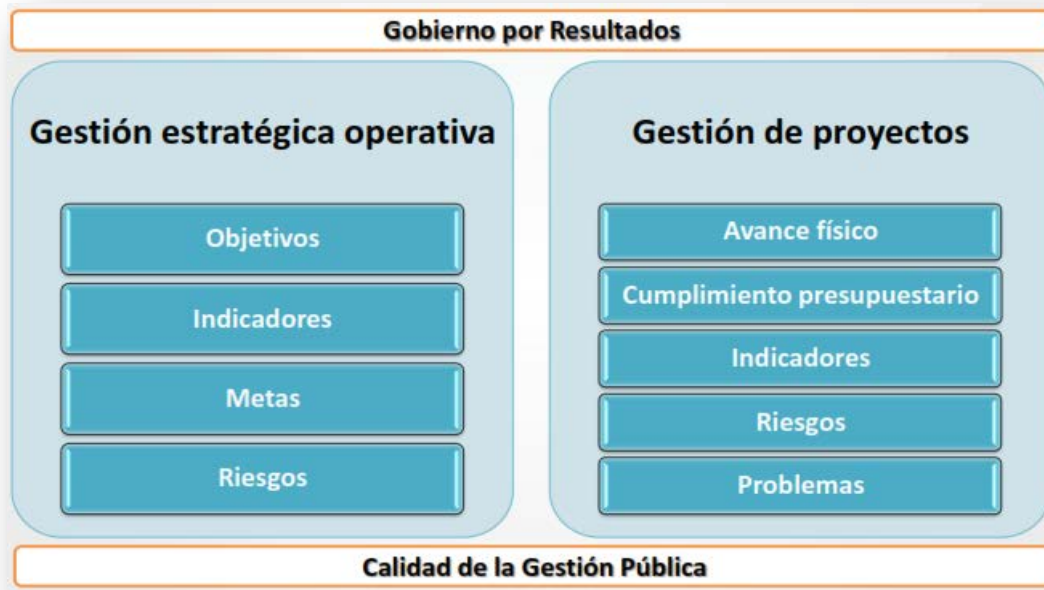 Gobierno por Resultados
Gestión estratégica operativa
Objetivos
Indicadores
Metas
Riesgos
Gestión de proyectos
Avance físico
Cumplimiento presupuestario
Indicadores
Riesgos
Problemas
Calidad de la Gestión Pública